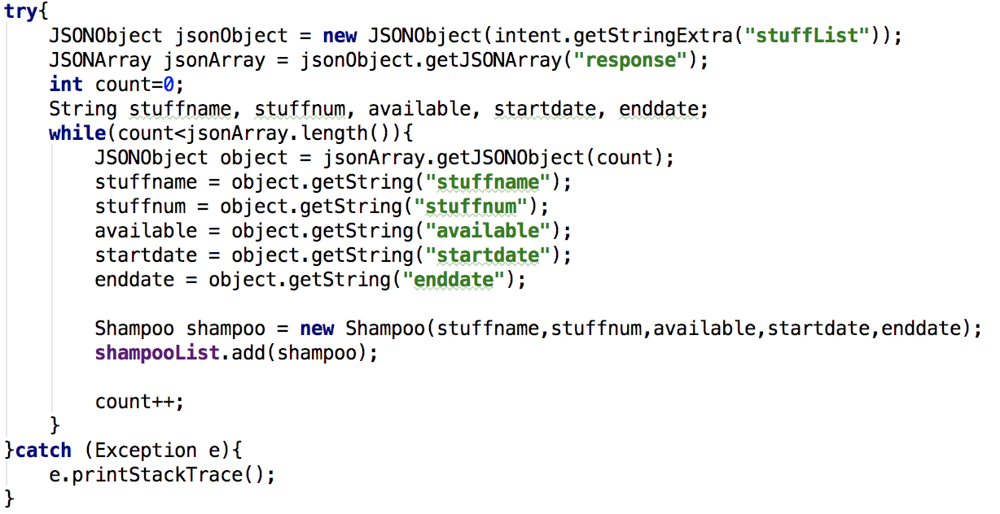 try{
    JSONObject jsonObject = new JSONObject(intent.getStringExtra("stuffList"));
    JSONArray jsonArray = jsonObject.getJSONArray("response");
    int count=0;
    String stuffname, stuffnum, available, startdate, enddate;
    while(count<jsonArray.length()){
        JSONObject object = jsonArray.getJSONObject(count);
        stuffname = object.getString("stuffname");
        stuffnum = object.getString("stuffnum");
        available = object.getString("available");
        startdate = object.getString("startdate");
        enddate = object.getString("enddate");

        Shampoo shampoo = new Shampoo(stuffname,stuffnum,available,startdate,enddate);
        shampooList.add(shampoo);

        count++;
    }
}catch (Exception e){
    e.printStackTrace();
}